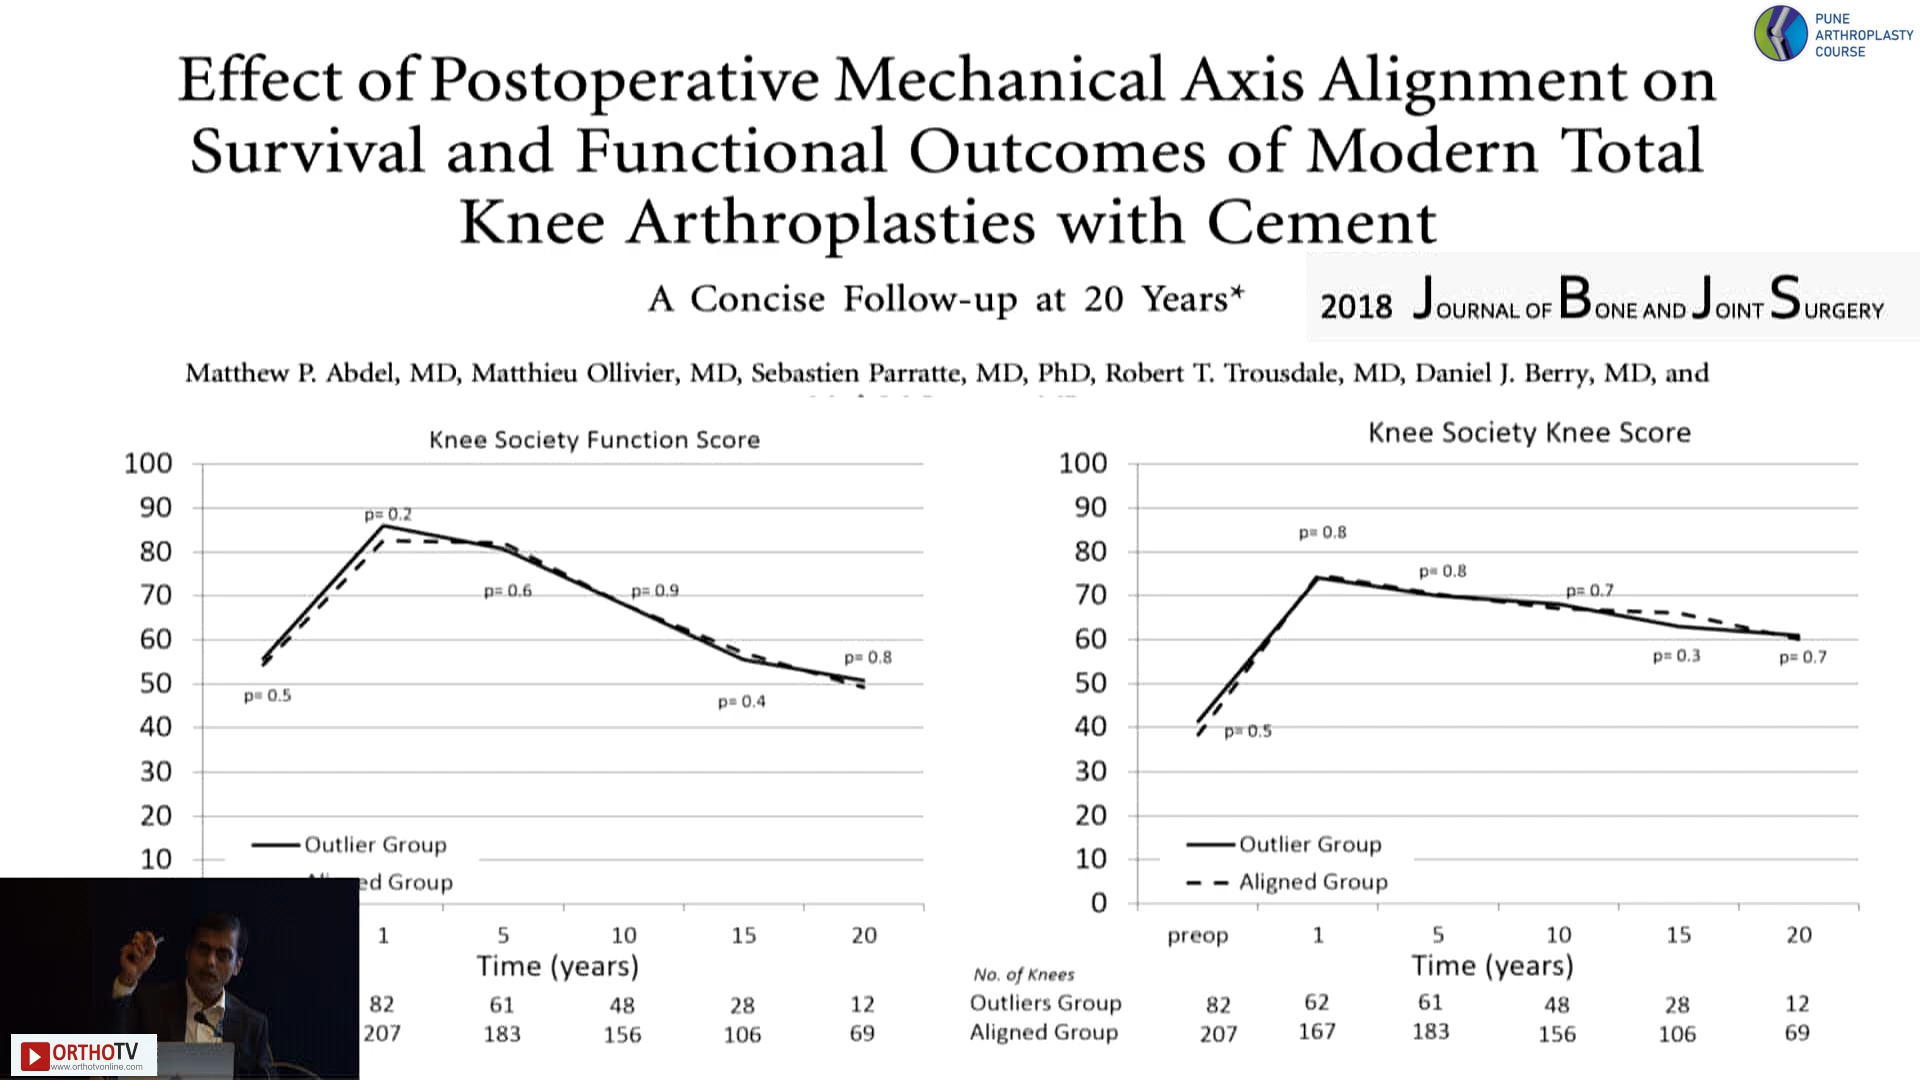 PUNE
ARTHROPLASTY
COURSE
Effect of Postoperative Mechanical Axis Alignment on
Survival and Functional Outcomes of Modern Total
Knee Arthroplasties with Cement
A Concise Follow-up at 20 Years*
2018 JOURNAL OF BONE AND JOINT SURGERY
Matthew P. Abdel, MD, Matthieu Ollivier, MD, Sebastien Parratte, MD, PhD, Robert T. Trousdale, MD, Daniel J. Berry, MD, and
Knee Society Function Score
100
90
80
70
60
50
40
30
20
10
p= 0.5
p= 0.2
p= 0.6
p= 0.9
p= 0.4
p= 0.8
Outlier Group
ed Group
1 5 10 15 20
Time (years)
82 61 48 28 12
207 183 156 106 69
Knee Society Knee Score
100
90
80
70
60
50
40
30
20
10
0
p= 0.5
p= 0.8
p= 0.8
p= 0.7
p= 0.3
p= 0.7
Outlier Group
Aligned Group
preop 1 5 10 15 20
Time (years)
No. of Knees
Outliers Group 82 62 61 48 28 12
Aligned Group 207 167 183 156 106 69
ORTHOTV
www.orthotvonline.com